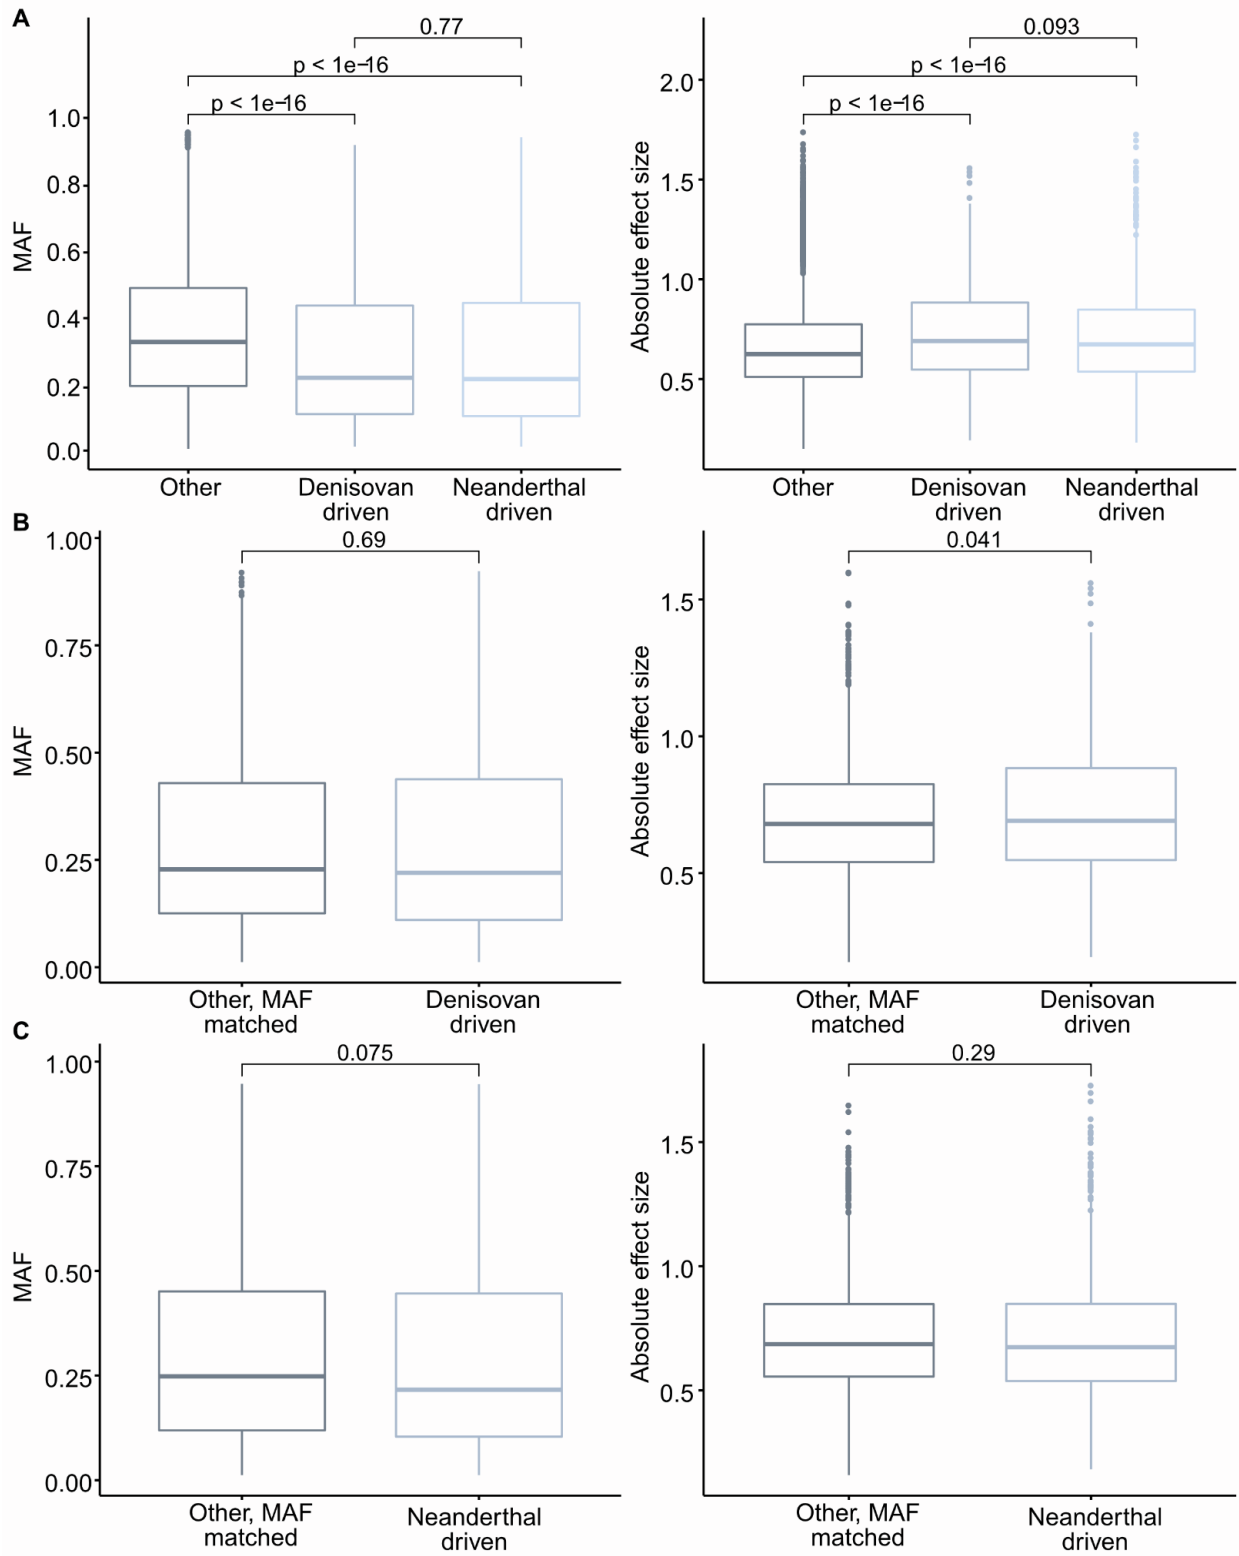 A
0.77
p < 1e-16
p < 1e-16
1.0
0.8
0.6
0.4
0.2
0.0
MAF
Other
Denisovan
driven
Neanderthal
driven
0.093
p < 1e-16
p < 1e-16
2.0
1.5
1.0
0.5
Absolute effect size
Other
Denisovan
driven
Neanderthal
driven
B
0.69
1.00
0.75
0.50
0.25
0.00
MAF
Other, MAF
matched
Denisovan
driven
0.041
1.5
1.0
0.5
Absolute effect size
Other, MAF
matched
Denisovan
driven
C
0.075
1.00
0.75
0.50
0.25
0.00
MAF
Other, MAF
matched
Neanderthal
driven
0.29
1.5
1.0
0.5
Absolute effect size
Other, MAF
matched
Neanderthal
driven